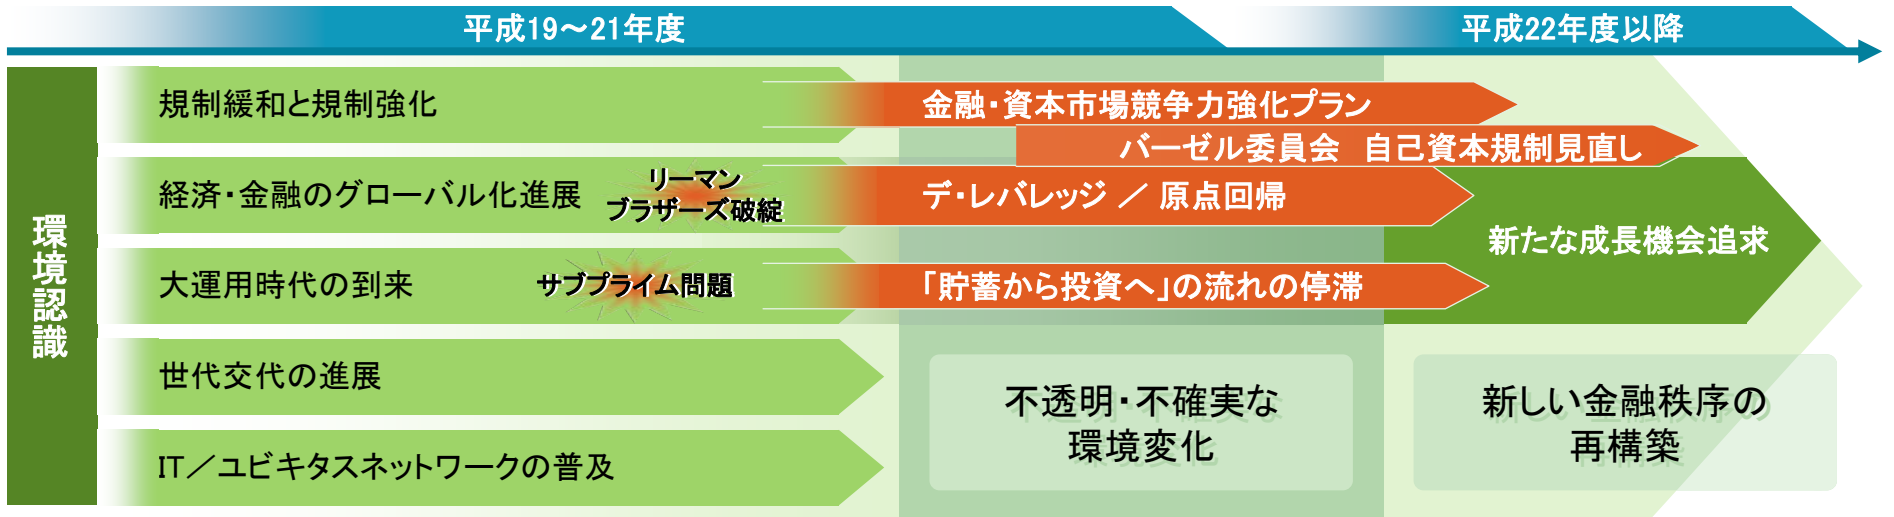 平成19～21年度
平成22年度以降
環境認識
規制緩和と規制強化
金融・資本市場競争力強化プラン
バーゼル委員会　自己資本規制見直し
経済・金融のグローバル化進展
リーマン
ブラザーズ破綻
デ・レバレッジ ／ 原点回帰
新たな成長機会追求
大運用時代の到来
サブプライム問題
「貯蓄から投資へ」の流れの停滞
世代交代の進展
不透明・不確実な
環境変化
新しい金融秩序の
再構築
IT／ユビキタスネットワークの普及